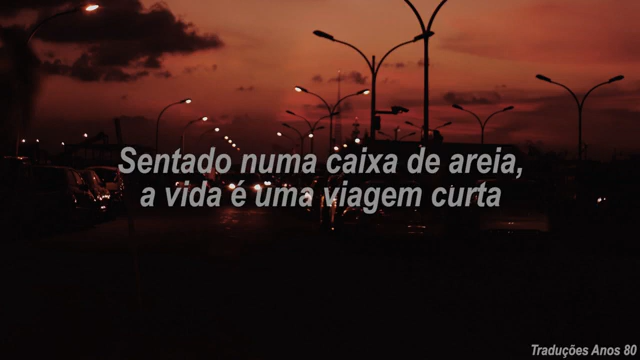 Sentado numa caixa de areia,
a vida é uma viagem curta
Traduções Anos 80